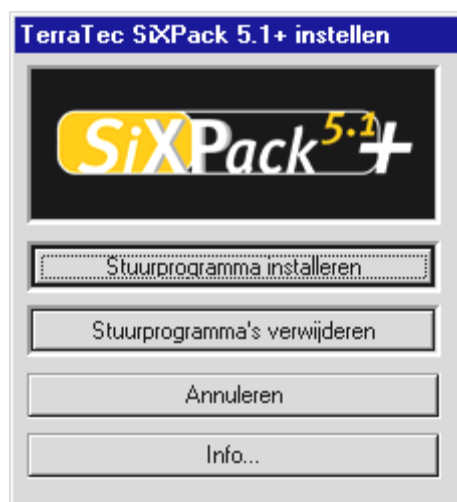 TerraTec SiXPack 5.1+ instellen
SiXPack 5.1+
Stuurprogramma installeren
Stuurprogramma's verwijderen
Annuleren
Info...